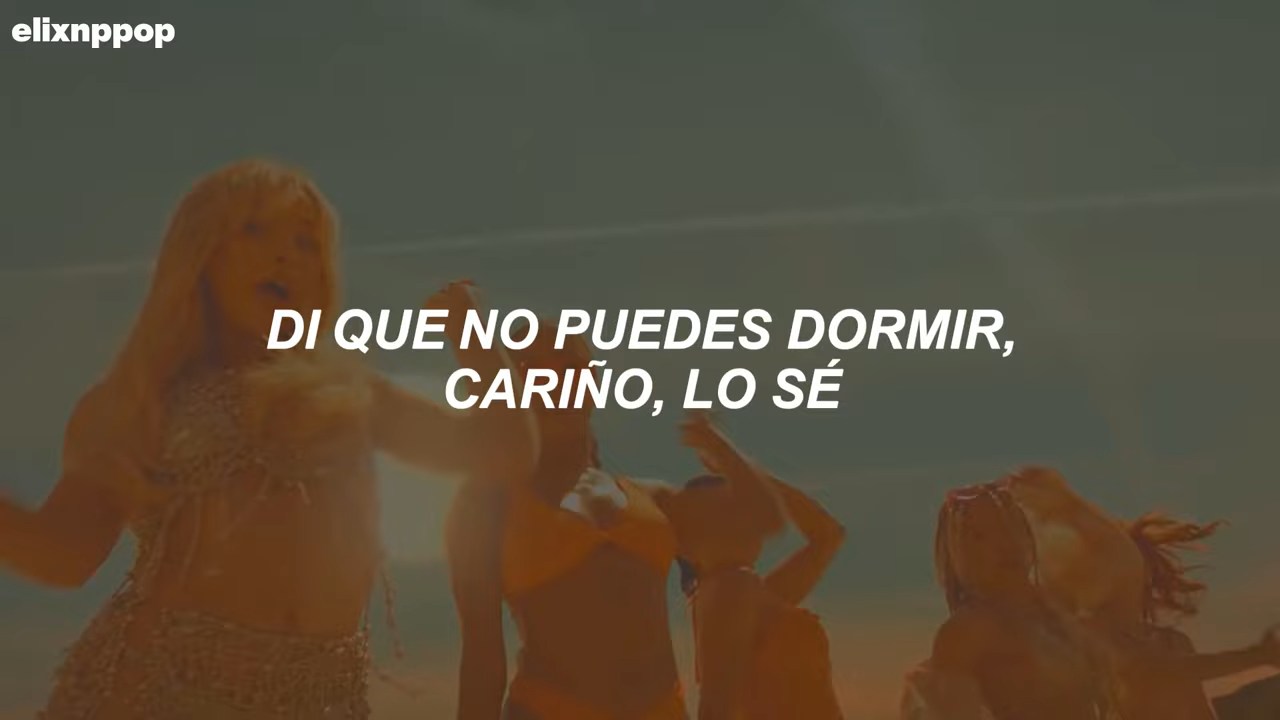 elixnppop
DI QUE NO PUEDES DORMIR,
CARIÑO, LO SÉ